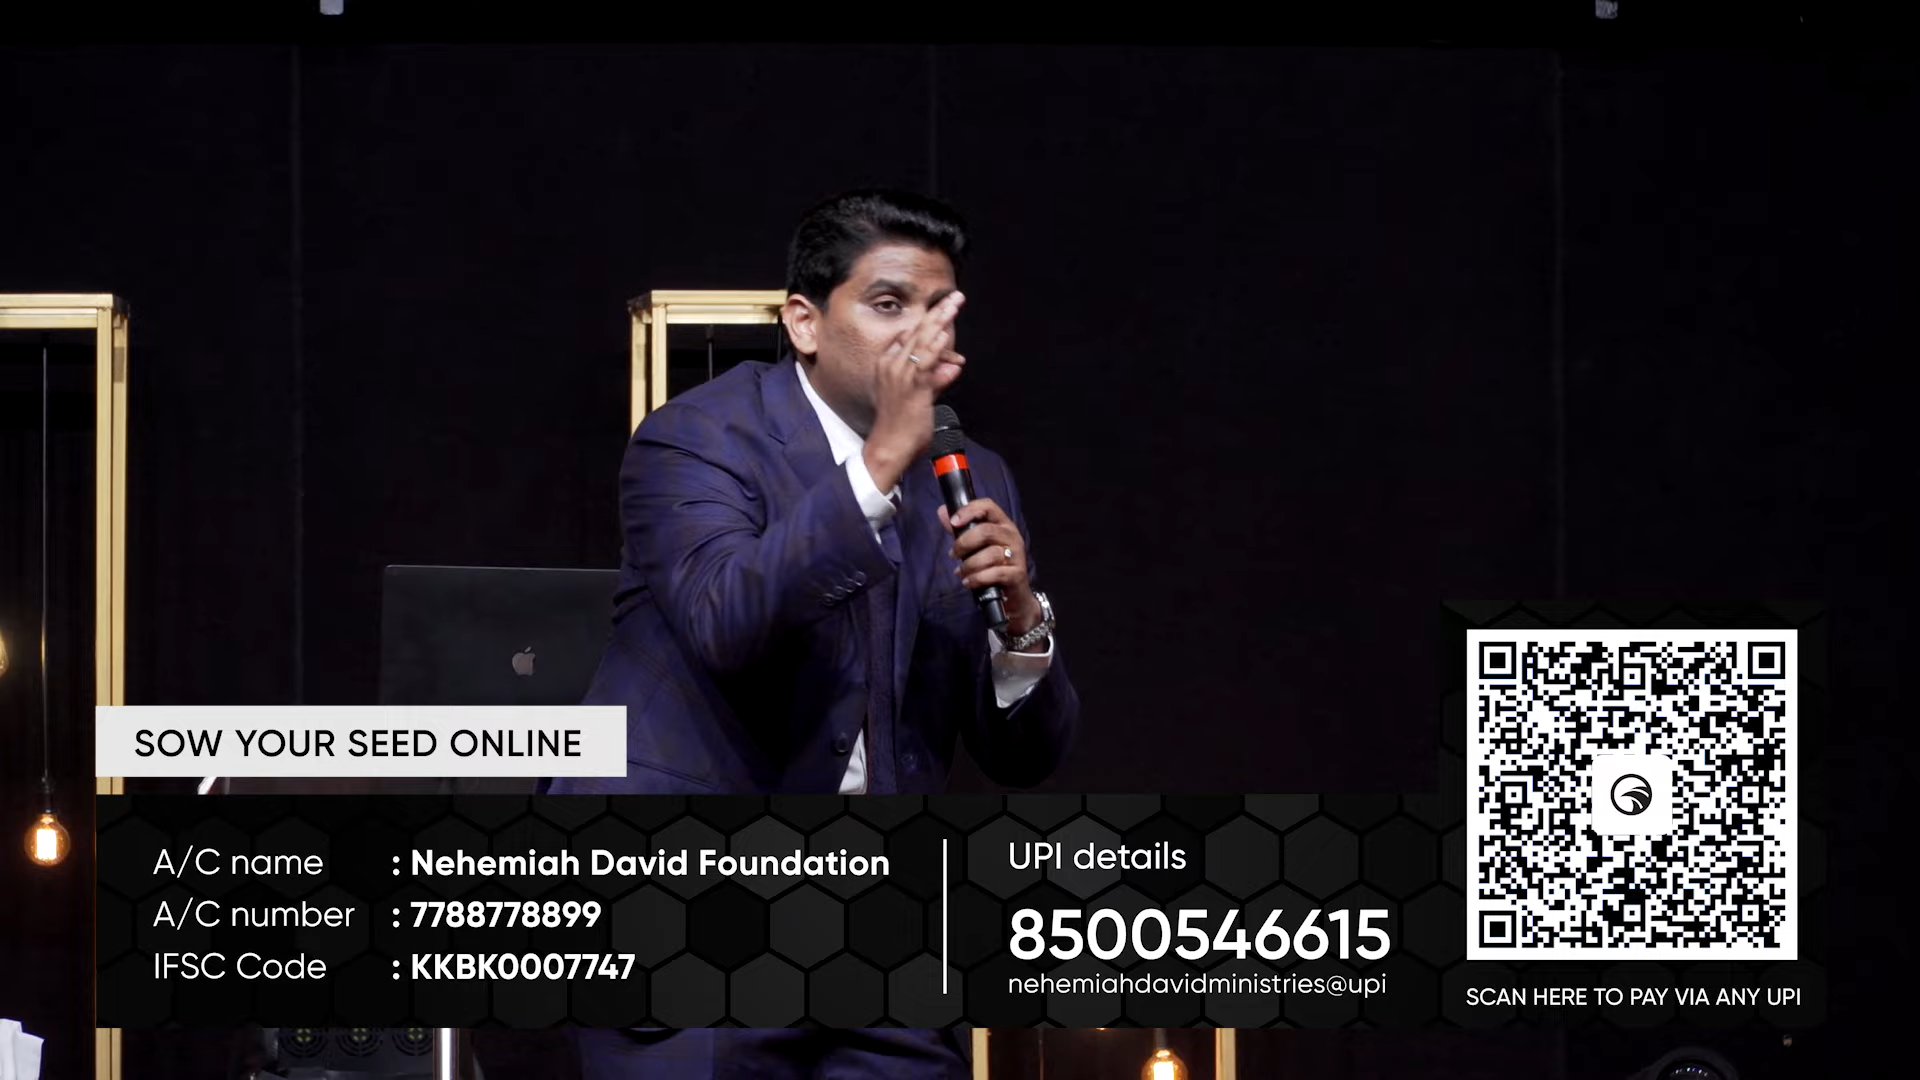 SOW YOUR SEED ONLINE
A/C name : Nehemiah David Foundation
A/C number : 7788778899
IFSC Code : KKBK0007747
UPI details
8500546615
nehemiahdavidministries@upi
SCAN HERE TO PAY VIA ANY UPI